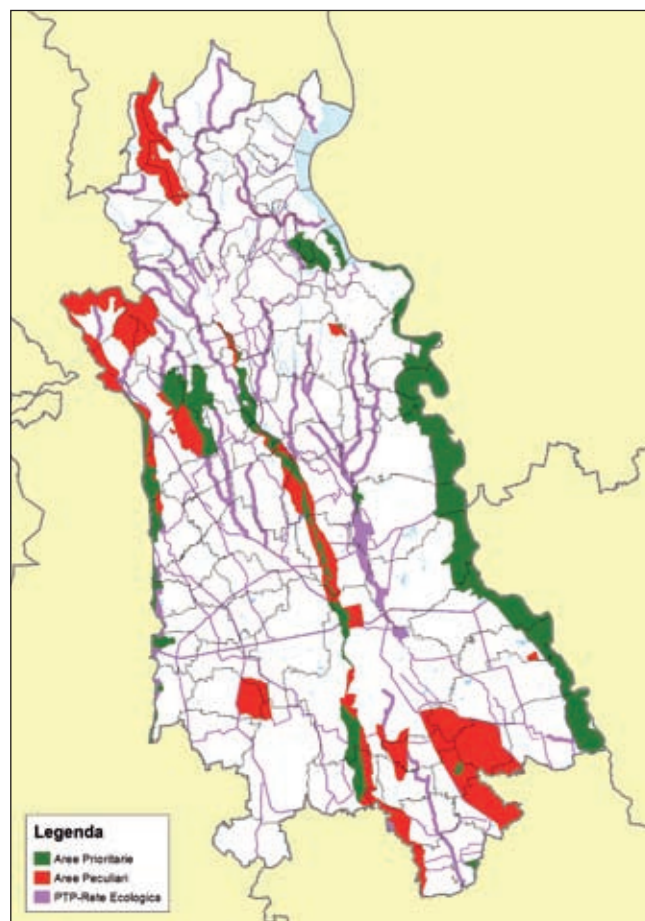 Legenda
Aree Prioritarie
Aree Peculiari
PTP-Rete Ecologica